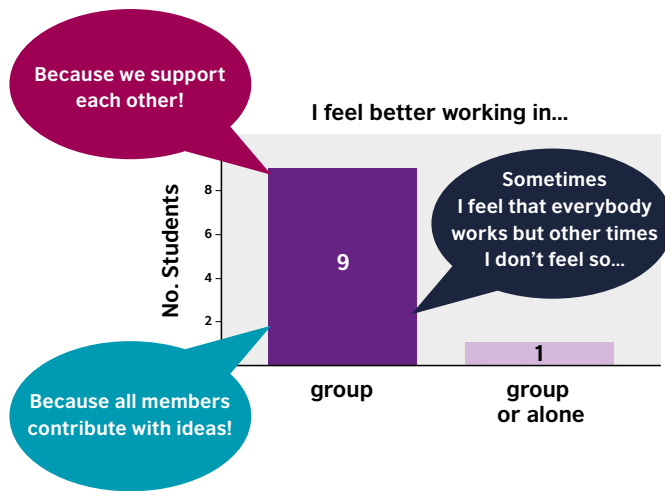 Because we support
each other!
I feel better working in...
Sometimes
I feel that everybody
works but other times
I don't feel so...
No. Students
8
6
4
2
9
1
Because all members
contribute with ideas!
group
group
or alone